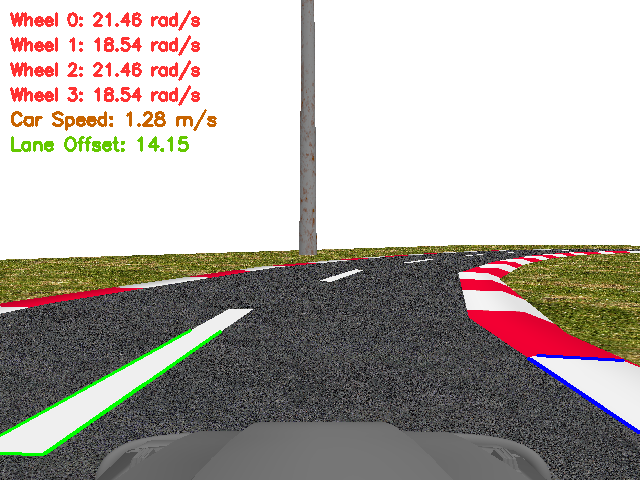 Wheel 0: 21.46 rad/s
Wheel 1: 18.54 rad/s
Wheel 2: 21.46 rad/s
Wheel 3: 18.54 rad/s
Car Speed: 1.28 m/s
Lane Offset: 14.15